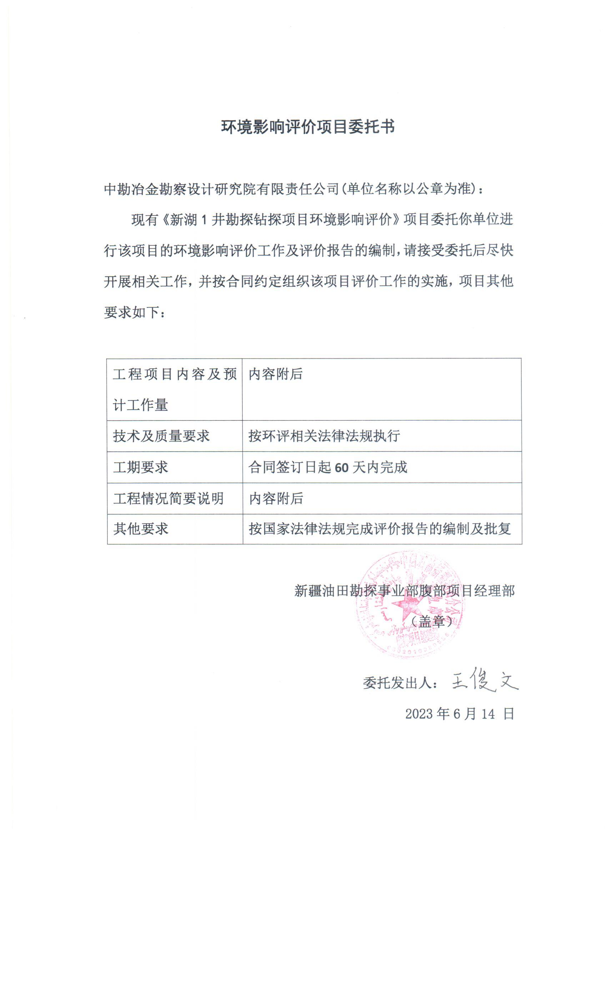 环境影响评价项目委托书
中勘冶金勘察设计研究院有限责任公司(单位名称以公章为准)：
现有《新湖 1 井勘探钻探项目环境影响评价》项目委托你单位进
行该项目的环境影响评价工作及评价报告的编制，请接受委托后尽快
开展相关工作，并按合同约定组织该项目评价工作的实施，项目其他
要求如下：
工程项目内容及预 内容附后
计工作量
技术及质量要求 按环评相关法律法规执行
工期要求 合同签订日起 60 天内完成
工程情况简要说明 内容附后
其他要求 按国家法律法规完成评价报告的编制及批复
新疆油田勘探事业部腹部项目经理部
（盖章）
委托发出人：王俊文
2023 年 6 月 14 日